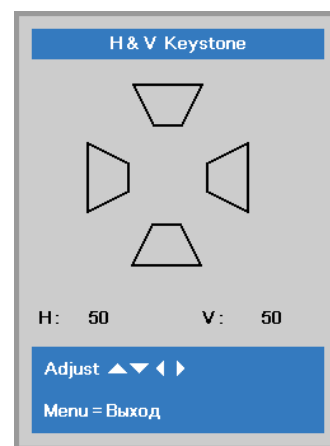 H & V Keystone
H: 50 V: 50
Adjust ▲▼◀▶
Menu = Выход